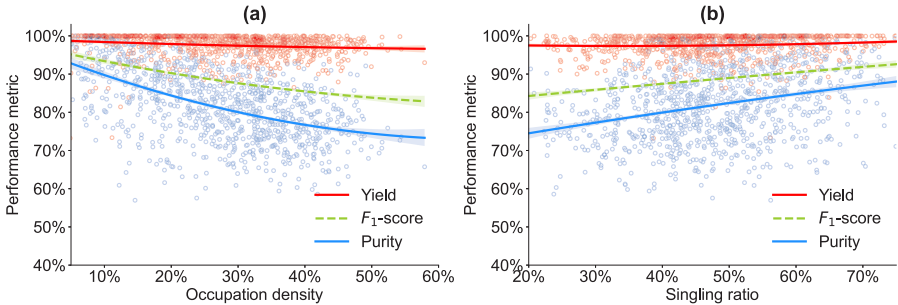 (a)
Performance metric
100%
90%
80%
70%
60%
50%
40%
10%
20%
30%
40%
50%
60%
Occupation density
Yield
F1-score
Purity
(b)
Performance metric
100%
90%
80%
70%
60%
50%
40%
20%
30%
40%
50%
60%
70%
Singling ratio
Yield
F1-score
Purity